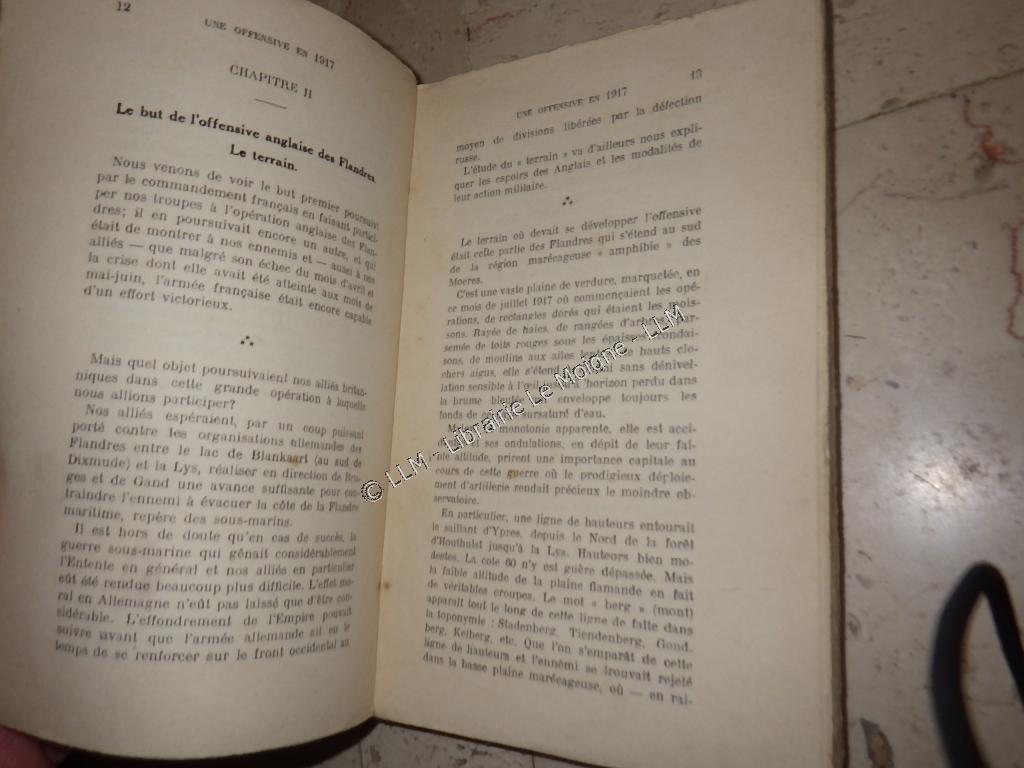 12
UNE OFFENSIVE EN 1917
CHAPITRE II
Le but de l'offensive anglaise des Flandres.
Le terrain.
Nous venons de voir le but premier poursuivi
par le commandement français en faisant partici-
per nos troupes à l'opération anglaise des Flan-
dres; il en poursuivait encore un autre, et qui
était de montrer à nos ennemis et — aussi à nos
alliés — que malgré son échec du mois d'avril et
la crise dont elle avait été atteinte aux mois de
mai-juin, l'armée française était encore capable
d'un effort victorieux.
Mais quel objet poursuivaient nos alliés britan-
niques dans cette grande opération à laquelle
nous allions participer?
Nos alliés espéraient, par un coup puissant
porté contre les organisations allemandes des
Flandres entre le lac de Blankaart (au sud de
Dixmude) et la Lys, réaliser en direction de Bru-
ges et de Gand une avance suffisante pour con-
traindre l'ennemi à évacuer la côte de la Flandre
maritime, repère des sous-marins.
Il est hors de doute qu'en cas de succès, la
guerre sous-marine qui gênait considérablement
l'Entente en général et nos alliés en particulier
eût été rendue beaucoup plus difficile. L'effet mo-
ral en Allemagne n'eût pas laissé que d'être con-
sidérable. L'effondrement de l'Empire pouvait
suivre avant que l'armée allemande ait eu le
temps de se renforcer sur le front occidental au
13
UNE OFFENSIVE EN 1917
moyen de divisions libérées par la défection
russe.
L'étude du « terrain » va d'ailleurs nous expli-
quer les espoirs des Anglais et les modalités de
leur action militaire.
Le terrain où devait se développer l'offensive
était cette partie des Flandres qui s'étend au sud
de la région marécageuse « amphibie » des
Moeres.
C'est une vaste plaine de verdure, marquetée, en
ce mois de juillet 1917 où commençaient les opé-
rations, de rectangles dorés qui étaient les mois-
sons. Rayée de haies, de rangées d'arbres,
semée de toits rouges sous les épaisses frondai-
sons, de moulins aux ailes hauts clo-
chers aigus, elle s'étend sans dénivel-
lation sensible à l'œil horizon perdu dans
la brume bleutée enveloppe toujours les
fonds de sursaturé d'eau.
monotonie apparente, elle est acci-
et ses ondulations, en dépit de leur fai-
ble altitude, prirent une importance capitale au
cours de cette guerre où le prodigieux déploie-
ment d'artillerie rendait précieux le moindre ob-
servatoire.
En particulier, une ligne de hauteurs entourait
le saillant d'Ypres, depuis le Nord de la forêt
d'Houthulst jusqu'à la Lys. Hauteurs bien mo-
destes. La cote 60 n'y est guère dépassée. Mais
la faible altitude de la plaine flamande en fait
de véritables croupes. Le mot « berg » (mont)
apparaît tout le long de cette ligne de faîte dans
la toponymie : Stadenberg, Tiendenberg, Goud-
berg, Keiberg, etc. Que l'on s'emparât de cette
ligne de hauteurs et l'ennemi se trouvait rejeté
dans la basse plaine marécageuse, où — en rai-
© LLM - Librairie Le Moigne - LLM